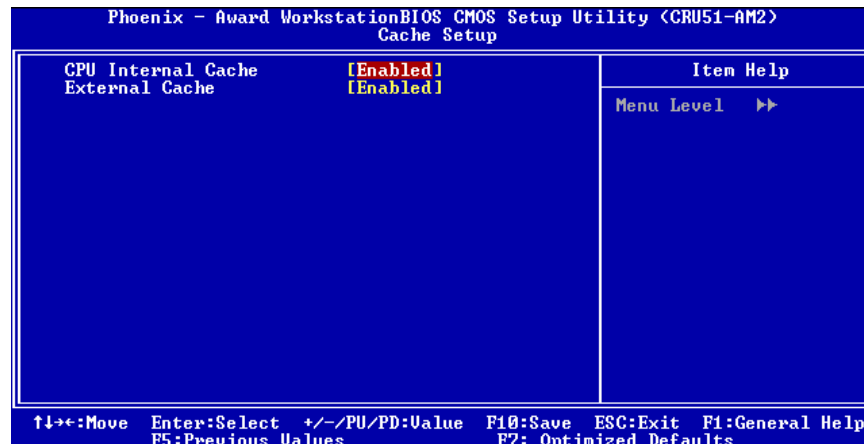 Phoenix - Award WorkstationBIOS CMOS Setup Utility (CRU51-AM2)
Cache Setup
CPU Internal Cache [Enabled]
External Cache [Enabled]
Item Help
Menu Level ▶▶
↑↓→←:Move Enter:Select +/-/PU/PD:Value F10:Save ESC:Exit F1:General Help
F5:Previous Values F7: Optimized Defaults